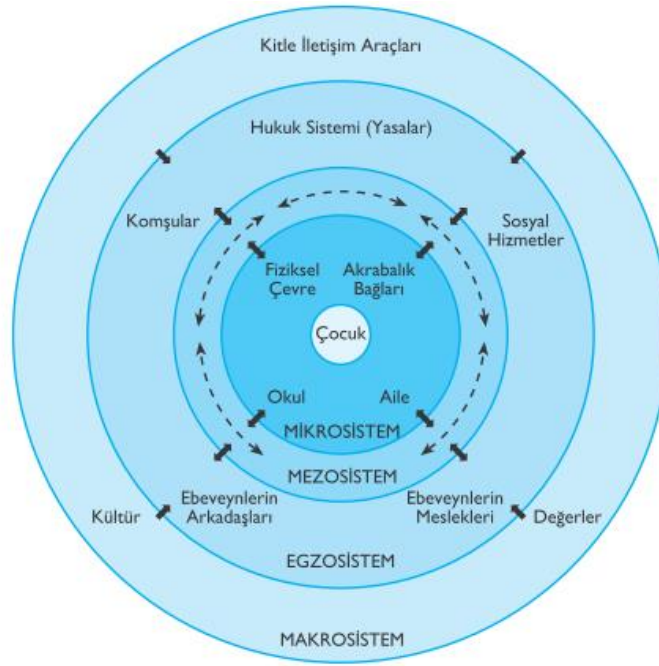 Kitle İletişim Araçları
Hukuk Sistemi (Yasalar)
Komşular
Sosyal
Hizmetler
Fiziksel
Çevre
Akrabalık
Bağları
Çocuk
Okul
Aile
MİKROSİSTEM
MEZOSİSTEM
Kültür
Ebeveynlerin
Arkadaşları
Ebeveynlerin
Meslekleri
Değerler
EGZOSİSTEM
MAKROSİSTEM